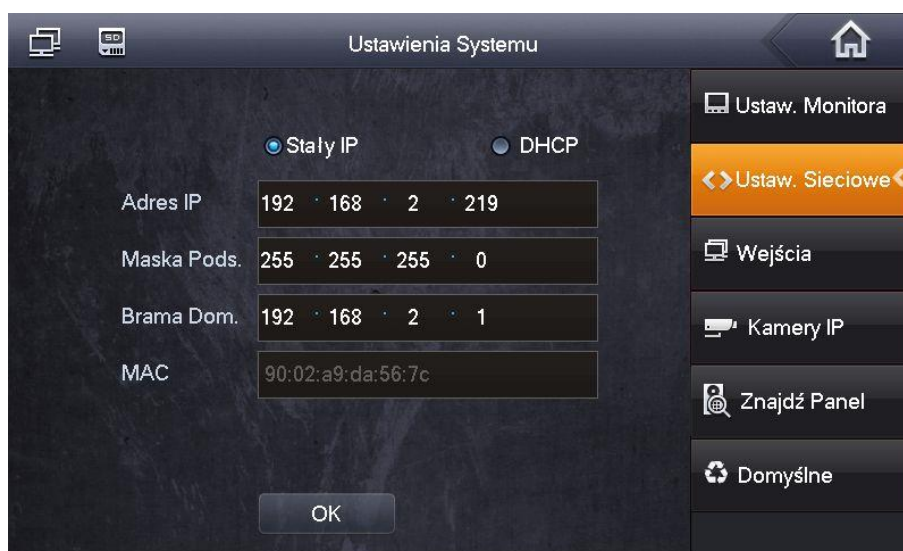 SD
Ustawienia Systemu
Stały IP
DHCP
Adres IP
192 . 168 . 2 . 219
Maska Pods.
255 . 255 . 255 . 0
Brama Dom.
192 . 168 . 2 . 1
MAC
90:02:a9:da:56:7c
OK
Ustaw. Monitora
Ustaw. Sieciowe
Wejścia
Kamery IP
Znajdź Panel
Domyślne